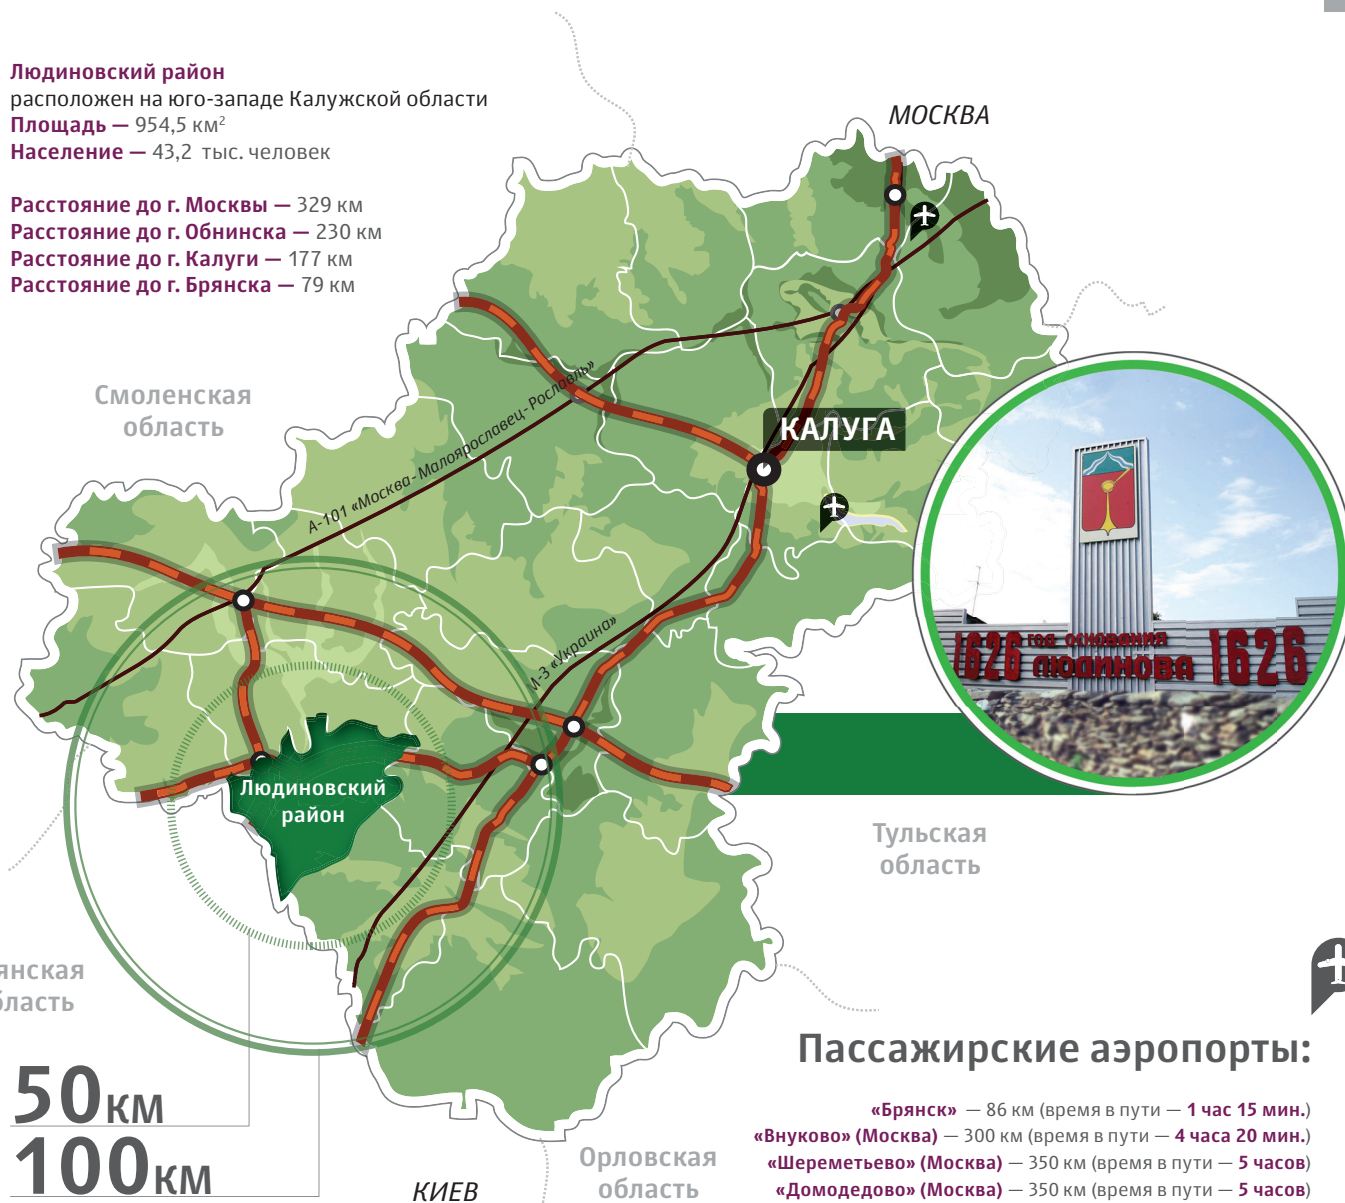 Людиновский район
расположен на юго-западе Калужской области
Площадь — 954,5 км²
Население — 43,2 тыс. человек
Расстояние до г. Москвы — 329 км
Расстояние до г. Обнинска — 230 км
Расстояние до г. Калуги — 177 км
Расстояние до г. Брянска — 79 км
МОСКВА
Смоленская
область
А-101 «Москва-Малоярославец-Рославль»
КАЛУГА
М-3 «Украина»
1626 год основания 1626
людинова
Людиновский
район
Тульская
область
янская
бласть
50км
100км
КИЕВ
Орловская
область
Пассажирские аэропорты:
«Брянск» — 86 км (время в пути — 1 час 15 мин.)
«Внуково» (Москва) — 300 км (время в пути — 4 часа 20 мин.)
«Шереметьево» (Москва) — 350 км (время в пути — 5 часов)
«Домодедово» (Москва) — 350 км (время в пути — 5 часов)